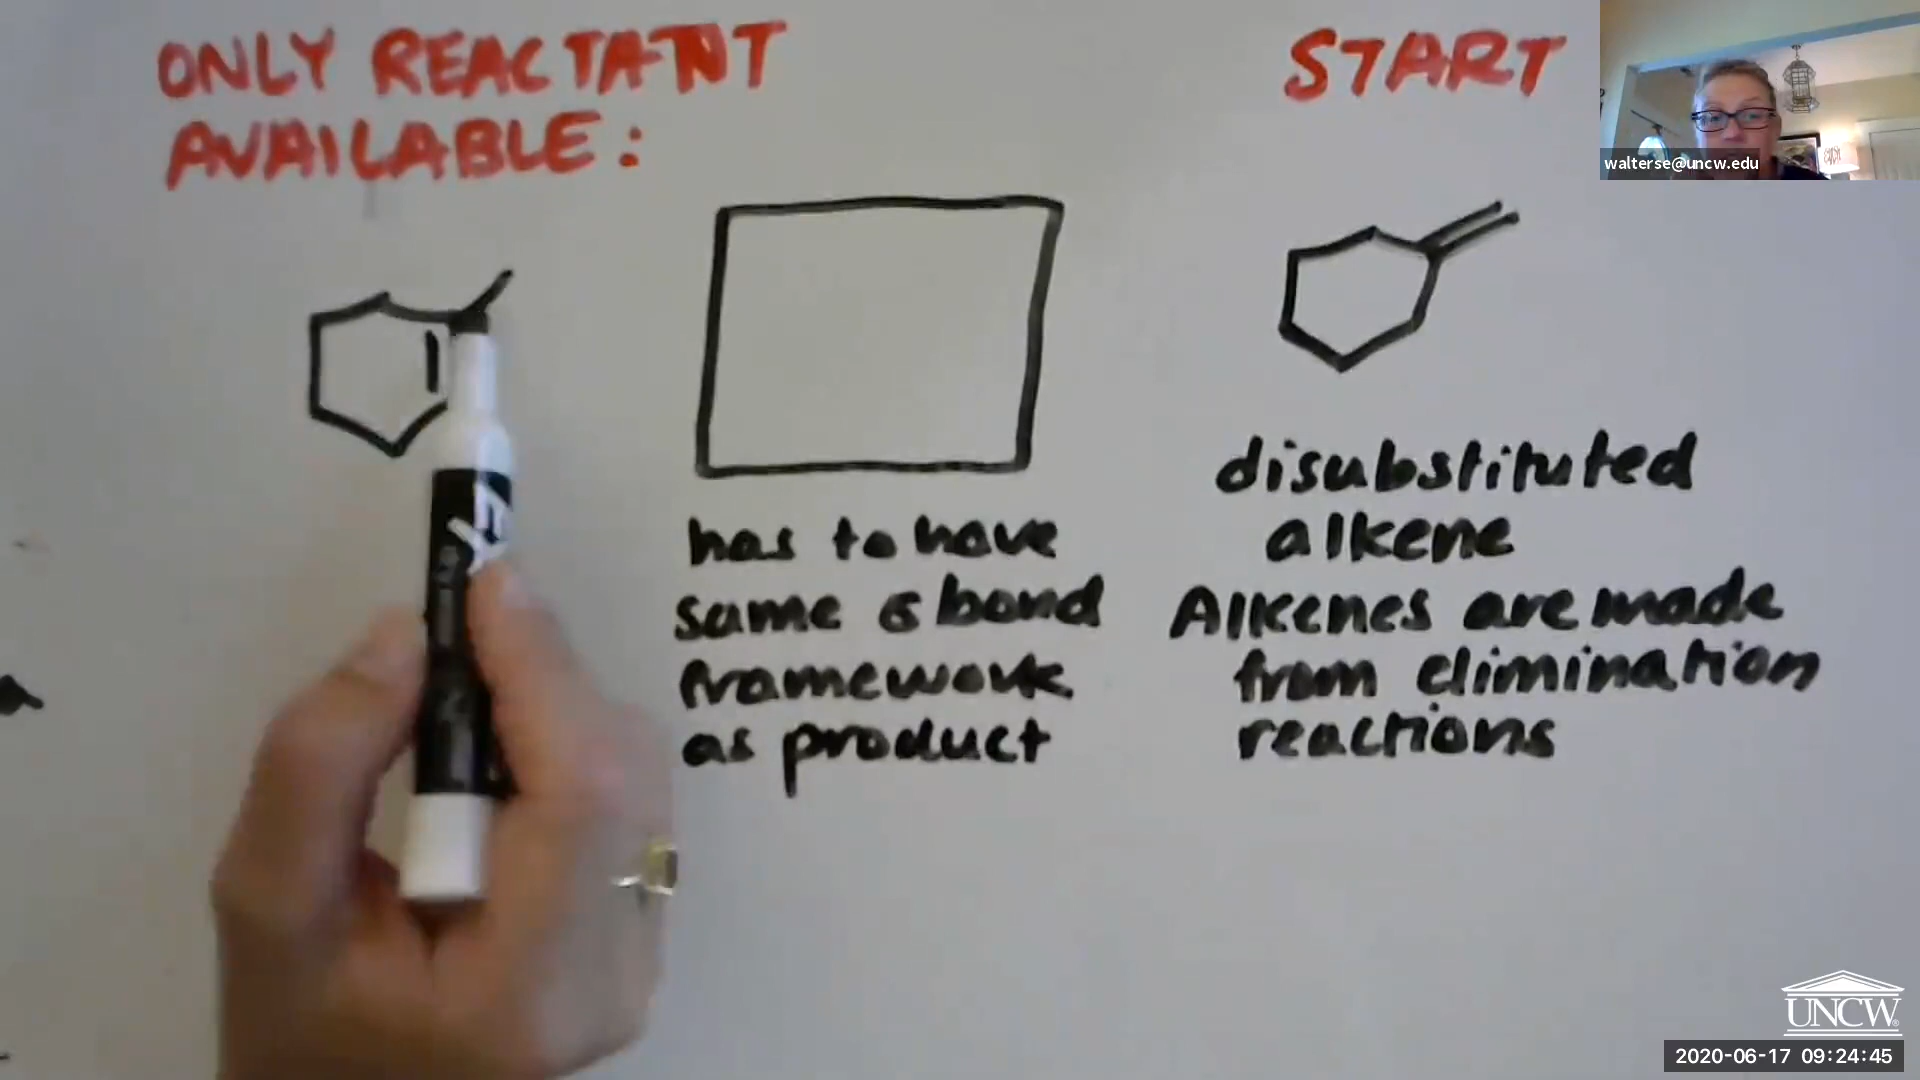 ONLY REACTANT
AVAILABLE:
START
walterse@uncw.edu
has to have
same σ bond
framework
as product
disubstituted
alkene
Alkenes are made
from elimination
reactions
UNCW
2020-06-17 09:24:45